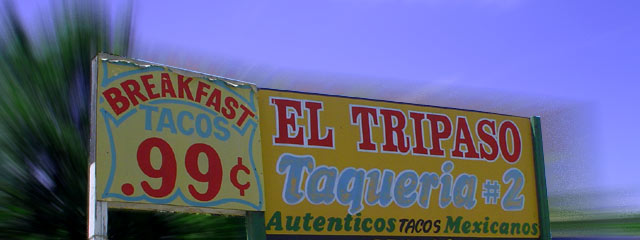 BREAKFAST
TACOS
.99¢
EL TRIPASO
Taqueria #2
Autenticos TACOS Mexicanos